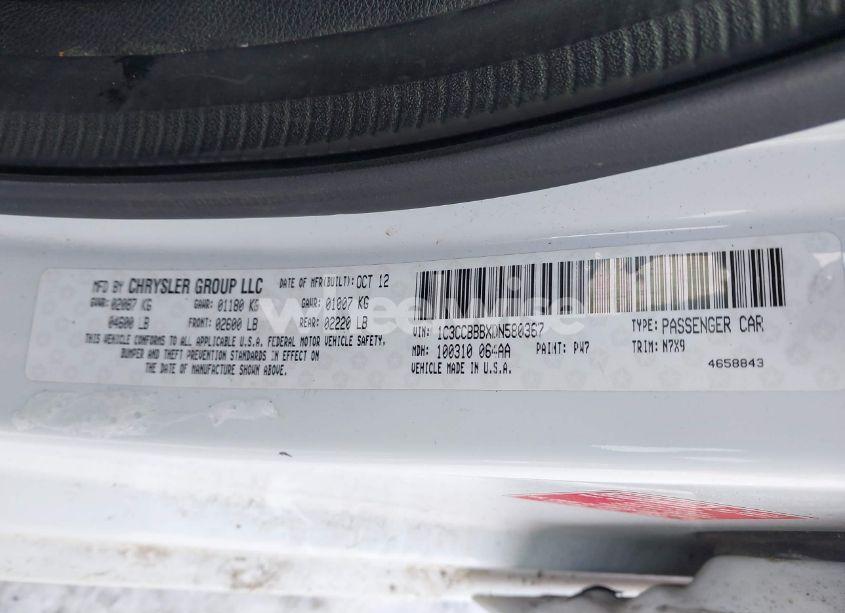 MFD BY CHRYSLER GROUP LLC DATE OF MFR(BUILT): OCT 12
GVWR: 02087 KG GAWR: 01180 KG GAWR: 01007 KG
04600 LB FRONT: 02600 LB REAR: 02220 LB
THIS VEHICLE CONFORMS TO ALL APPLICABLE U.S.A. FEDERAL MOTOR VEHICLE SAFETY,
BUMPER AND THEFT PREVENTION STANDARDS IN EFFECT ON
THE DATE OF MANUFACTURE SHOWN ABOVE.
VIN: 1C3CCBBBXDN580367 TYPE: PASSENGER CAR
MDH: 100310 064AA PAINT: PW7 TRIM: N7X9
VEHICLE MADE IN U.S.A. 4658843